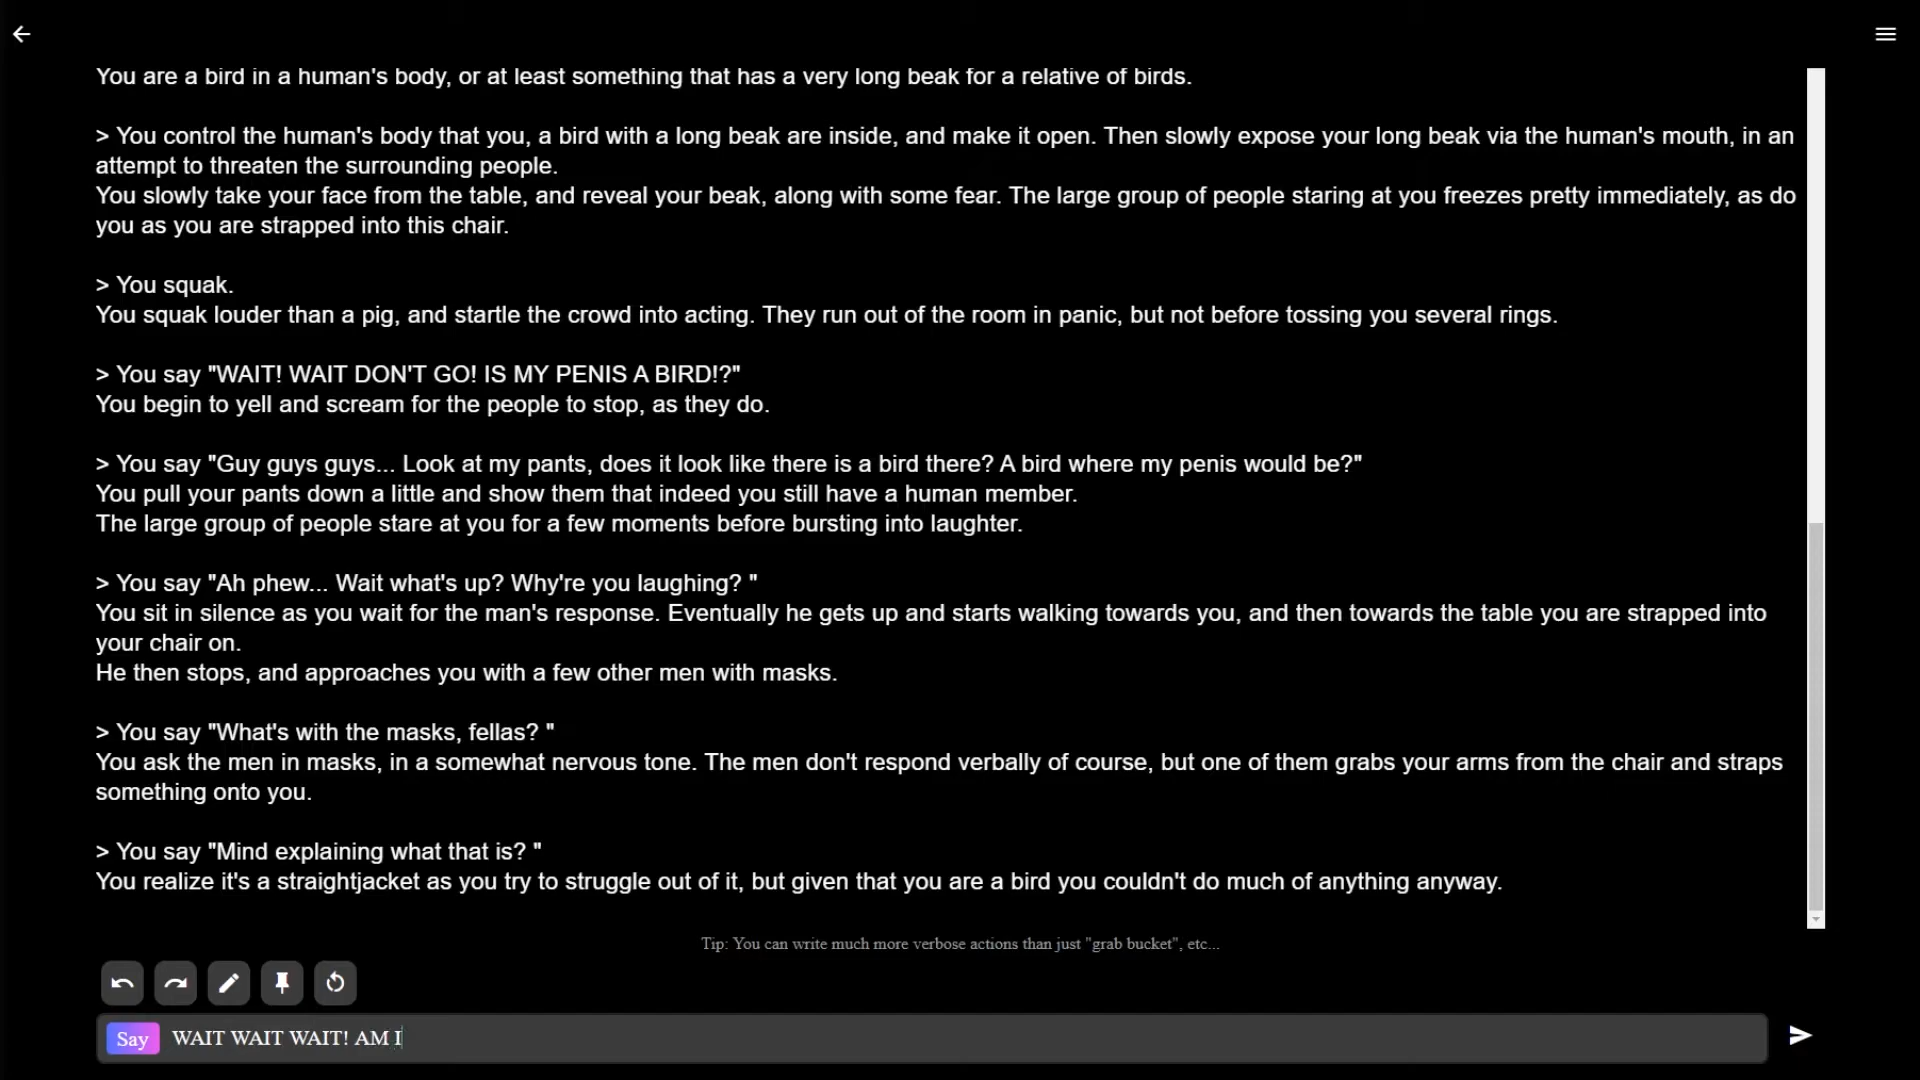 You are a bird in a human's body, or at least something that has a very long beak for a relative of birds.
> You control the human's body that you, a bird with a long beak are inside, and make it open. Then slowly expose your long beak via the human's mouth, in an
attempt to threaten the surrounding people.
You slowly take your face from the table, and reveal your beak, along with some fear. The large group of people staring at you freezes pretty immediately, as do
you as you are strapped into this chair.
> You squak.
You squak louder than a pig, and startle the crowd into acting. They run out of the room in panic, but not before tossing you several rings.
> You say "WAIT! WAIT DON'T GO! IS MY PENIS A BIRD!?"
You begin to yell and scream for the people to stop, as they do.
> You say "Guy guys guys... Look at my pants, does it look like there is a bird there? A bird where my penis would be?"
You pull your pants down a little and show them that indeed you still have a human member.
The large group of people stare at you for a few moments before bursting into laughter.
> You say "Ah phew... Wait what's up? Why're you laughing? "
You sit in silence as you wait for the man's response. Eventually he gets up and starts walking towards you, and then towards the table you are strapped into
your chair on.
He then stops, and approaches you with a few other men with masks.
> You say "What's with the masks, fellas? "
You ask the men in masks, in a somewhat nervous tone. The men don't respond verbally of course, but one of them grabs your arms from the chair and straps
something onto you.
> You say "Mind explaining what that is? "
You realize it's a straightjacket as you try to struggle out of it, but given that you are a bird you couldn't do much of anything anyway.
Tip: You can write much more verbose actions than just "grab bucket", etc...
Say WAIT WAIT WAIT! AM I